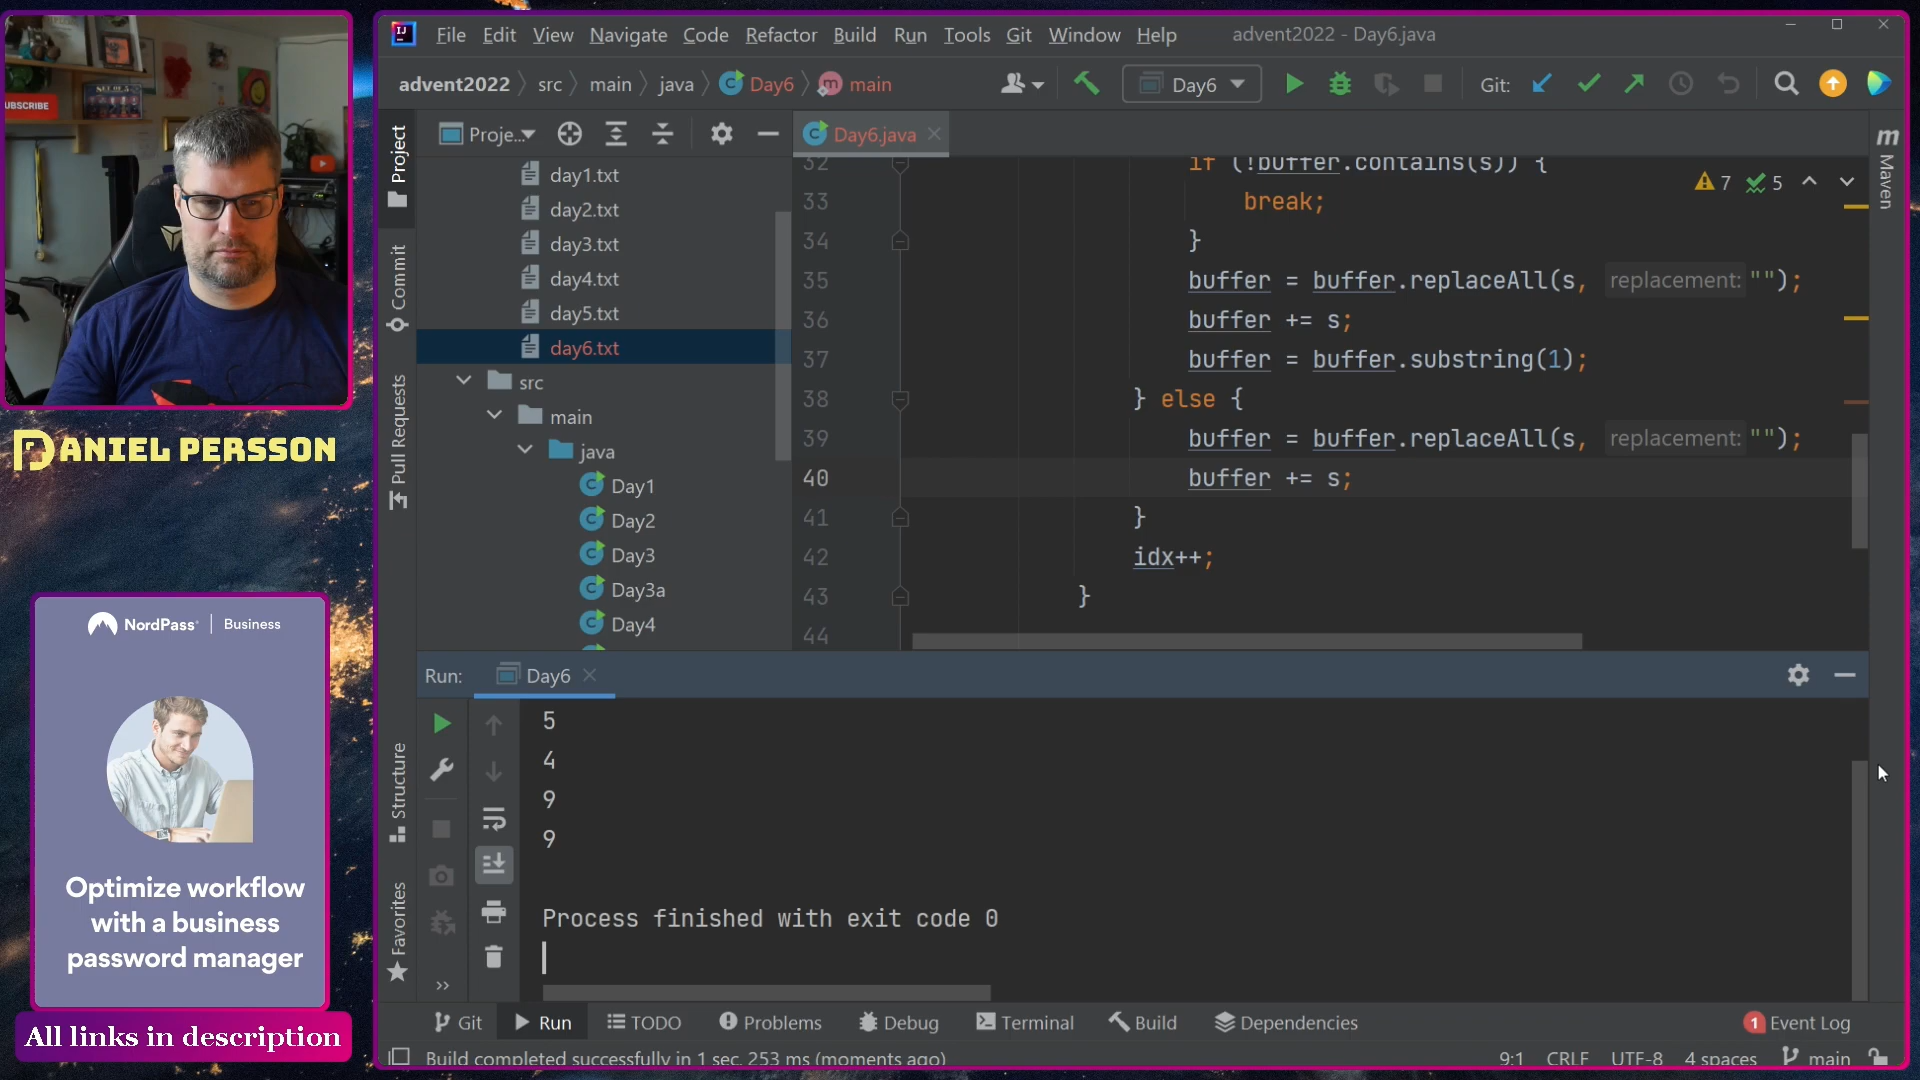 File Edit View Navigate Code Refactor Build Run Tools Git Window Help advent2022 - Day6.java
advent2022 src main java Day6 main Day6 Git:
SUBSCRIBE
Proje...
Day6.java
Project
Commit
Pull Requests
Structure
Favorites
Maven
day1.txt
day2.txt
day3.txt
day4.txt
day5.txt
day6.txt
src
main
java
Day1
Day2
Day3
Day3a
Day4
7 5
32 if (!buffer.contains(s)) {
33 break;
34 }
35 buffer = buffer.replaceAll(s, replacement: "");
36 buffer += s;
37 buffer = buffer.substring(1);
38 } else {
39 buffer = buffer.replaceAll(s, replacement: "");
40 buffer += s;
41 }
42 idx++;
43 }
44
Run: Day6
5
4
9
9
Process finished with exit code 0
Git Run TODO Problems Debug Terminal Build Dependencies 1 Event Log
Build completed successfully in 1 sec, 253 ms (moments ago) 9:1 CRLF UTF-8 4 spaces main
DANIEL PERSSON
NordPass Business
Optimize workflow
with a business
password manager
All links in description